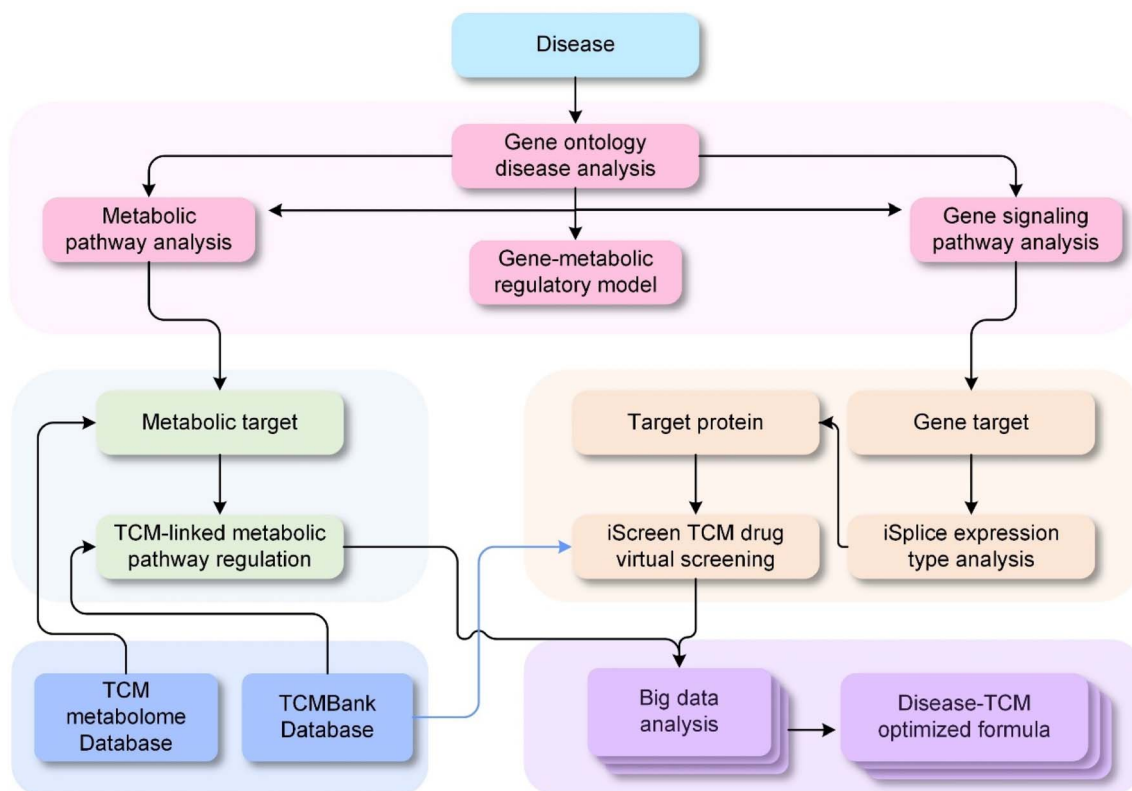 Disease
Gene ontology
disease analysis
Metabolic
pathway analysis
Gene signaling
pathway analysis
Gene-metabolic
regulatory model
Metabolic target
Target protein
Gene target
TCM-linked metabolic
pathway regulation
iScreen TCM drug
virtual screening
iSplice expression
type analysis
TCM
metabolome
Database
TCMBank
Database
Big data
analysis
Disease-TCM
optimized formula